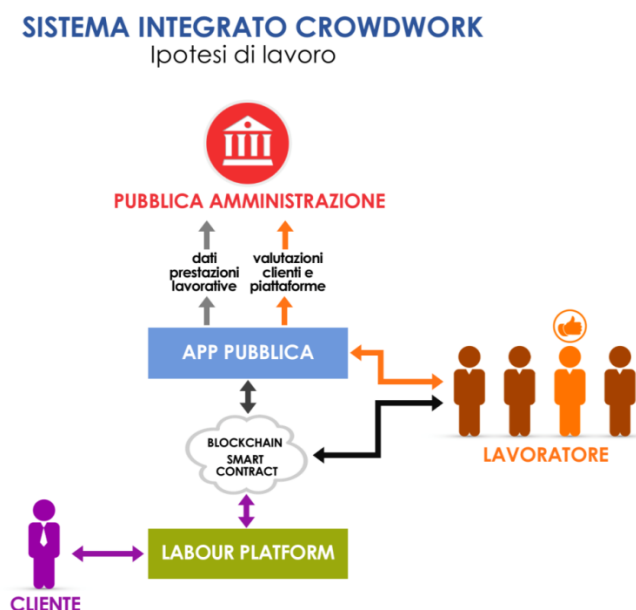 SISTEMA INTEGRATO CROWDWORK
Ipotesi di lavoro
PUBBLICA AMMINISTRAZIONE
dati
prestazioni
lavorative
valutazioni
clienti e
piattaforme
APP PUBBLICA
BLOCKCHAIN
SMART
CONTRACT
LAVORATORE
LABOUR PLATFORM
CLIENTE